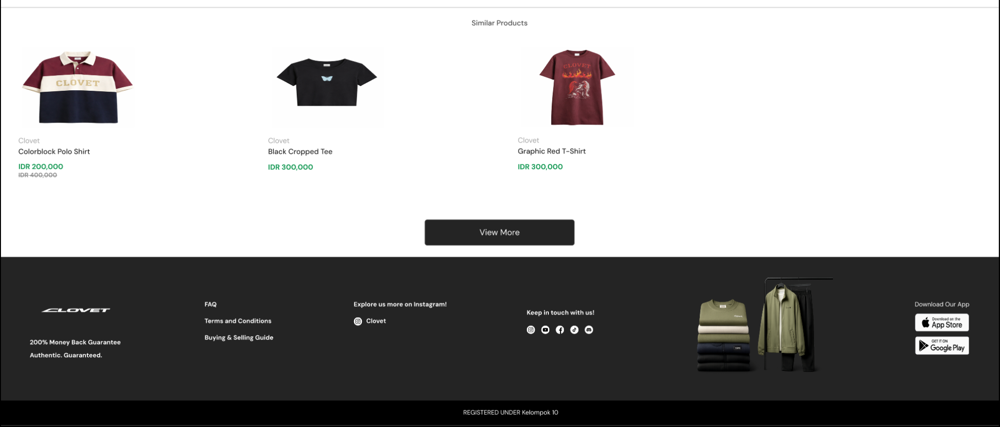 Similar Products
CLOVET
CLOVET
Clovet
Colorblock Polo Shirt
IDR 200,000
IDR 400,000
Clovet
Black Cropped Tee
IDR 300,000
Clovet
Graphic Red T-Shirt
IDR 300,000
View More
CLOVET
200% Money Back Guarantee
Authentic. Guaranteed.
FAQ
Terms and Conditions
Buying & Selling Guide
Explore us more on Instagram!
Clovet
Keep in touch with us!
Download Our App
Download on the
App Store
GET IT ON
Google Play
REGISTERED UNDER Kelompok 10